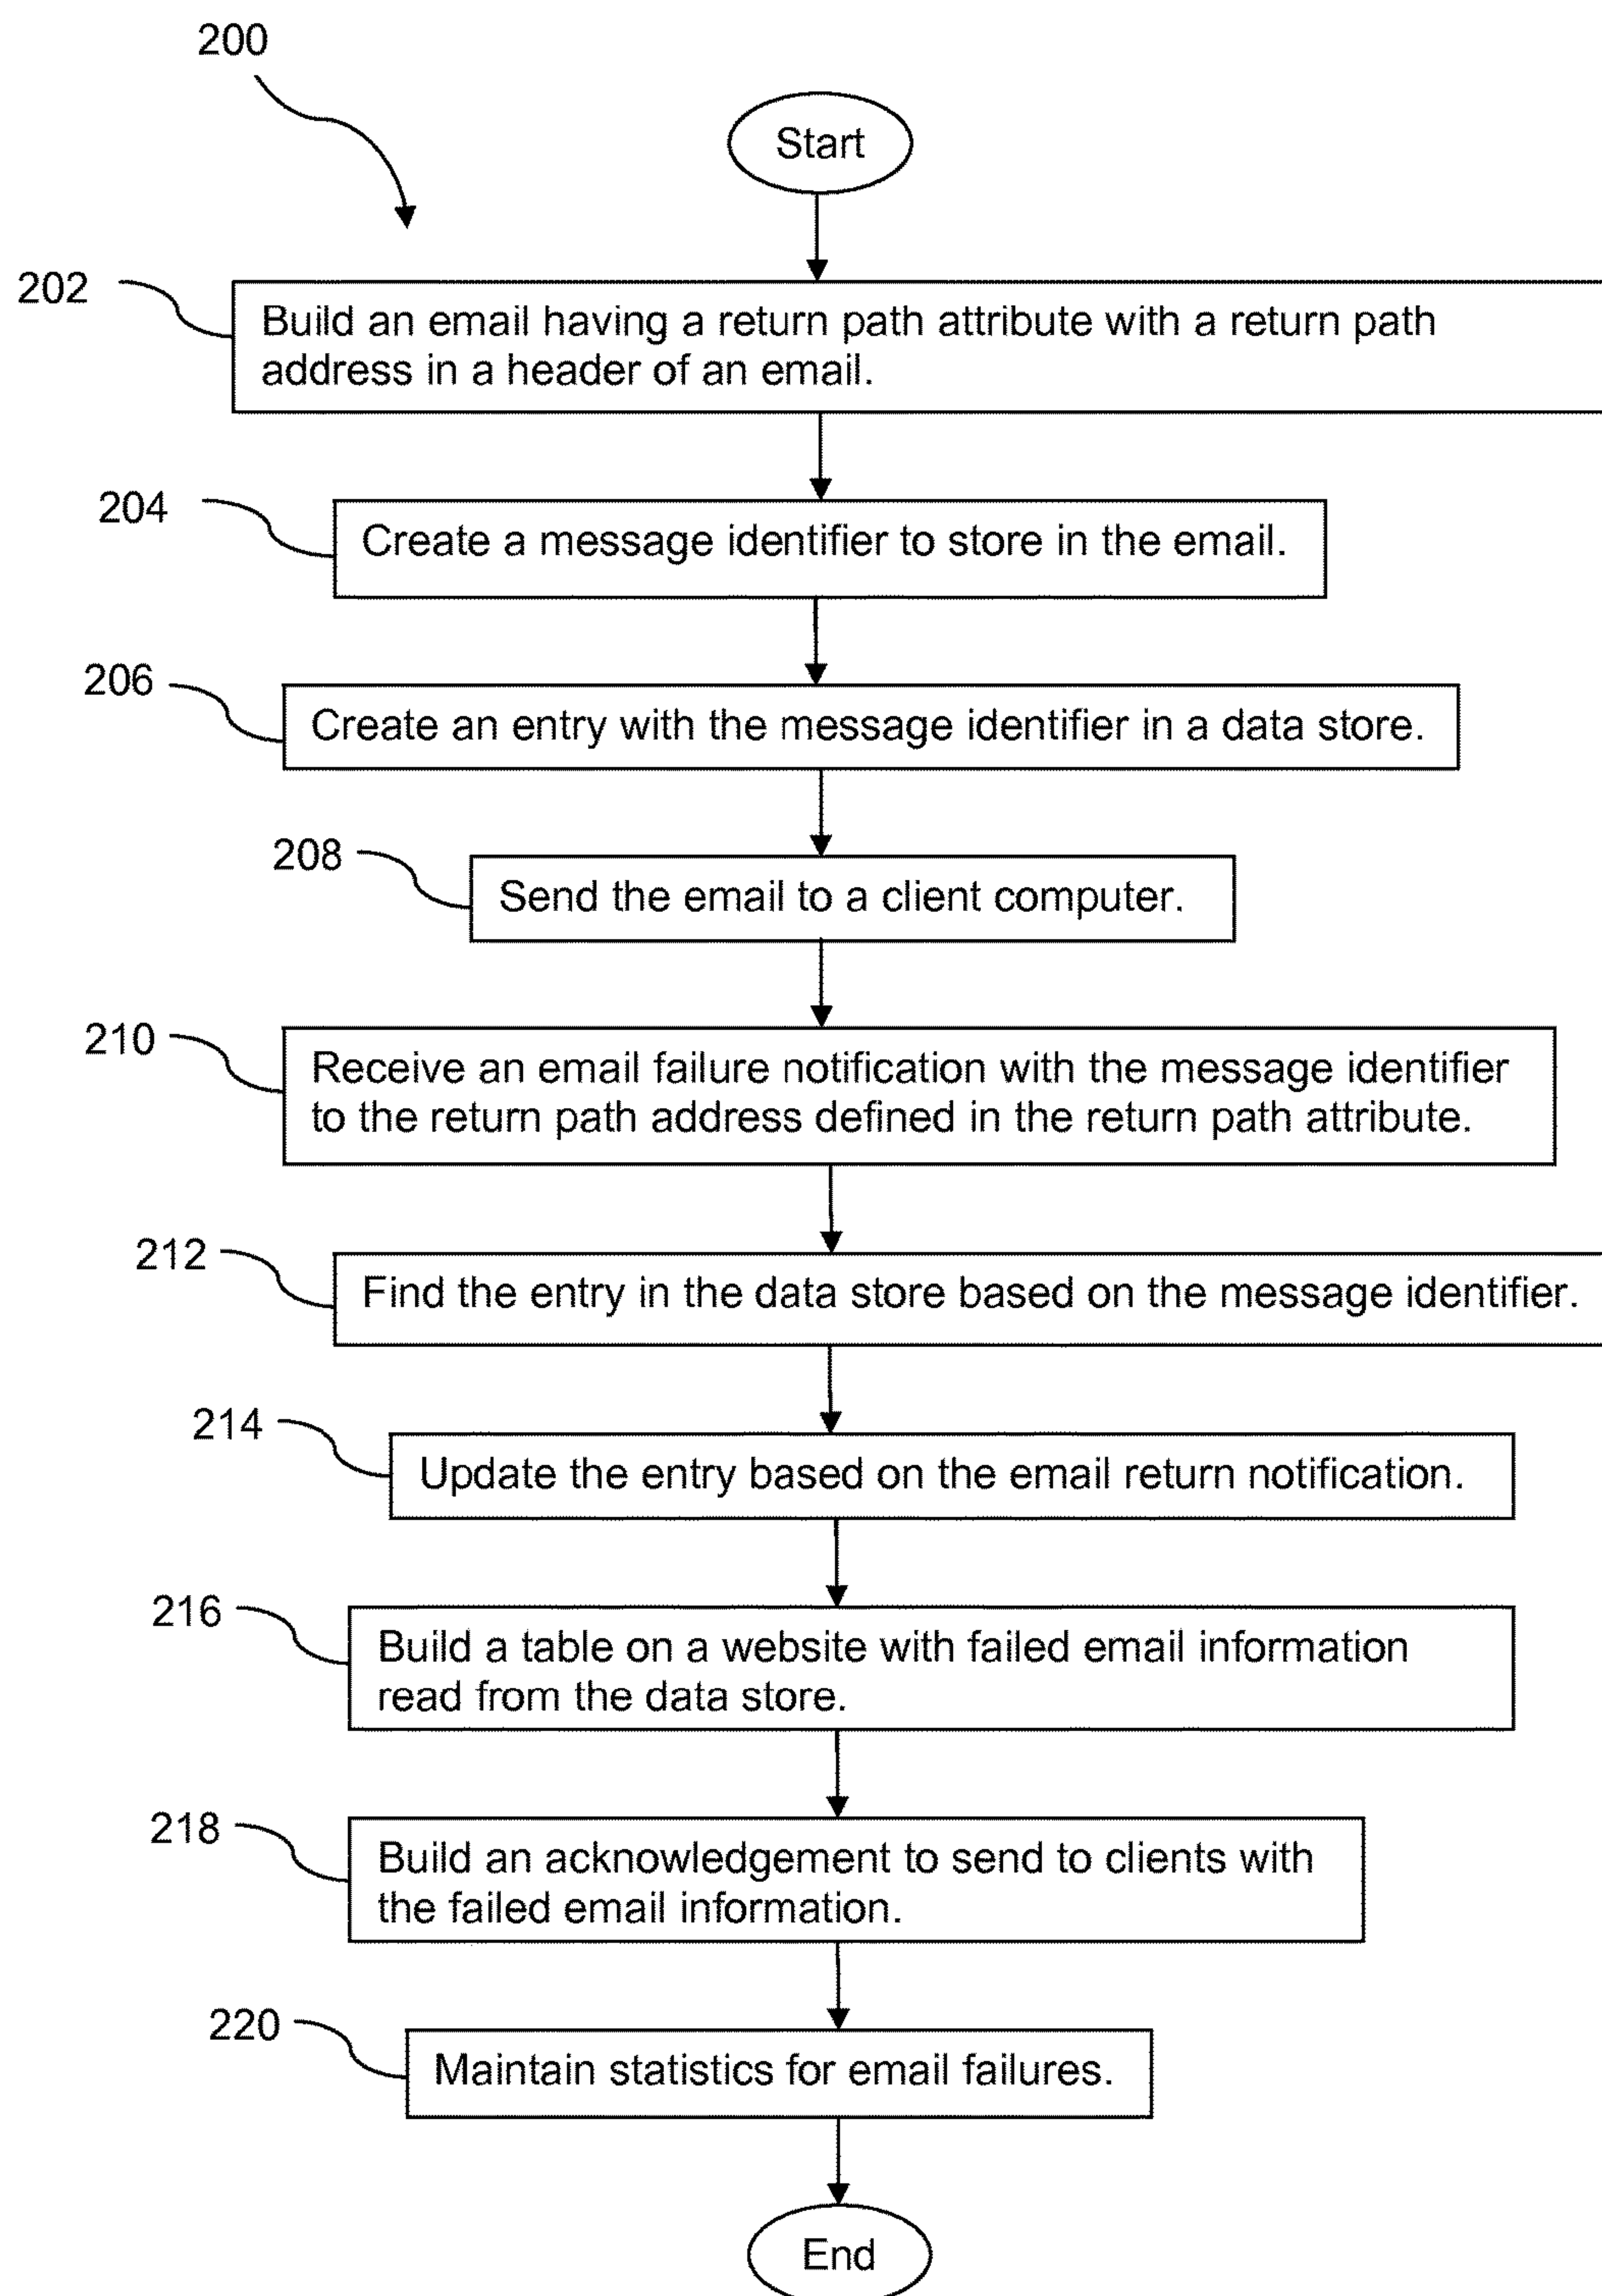 200
Start
202
Build an email having a return path attribute with a return path
address in a header of an email.
204
Create a message identifier to store in the email.
206
Create an entry with the message identifier in a data store.
208
Send the email to a client computer.
210
Receive an email failure notification with the message identifier
to the return path address defined in the return path attribute.
212
Find the entry in the data store based on the message identifier.
214
Update the entry based on the email return notification.
216
Build a table on a website with failed email information
read from the data store.
218
Build an acknowledgement to send to clients with
the failed email information.
220
Maintain statistics for email failures.
End